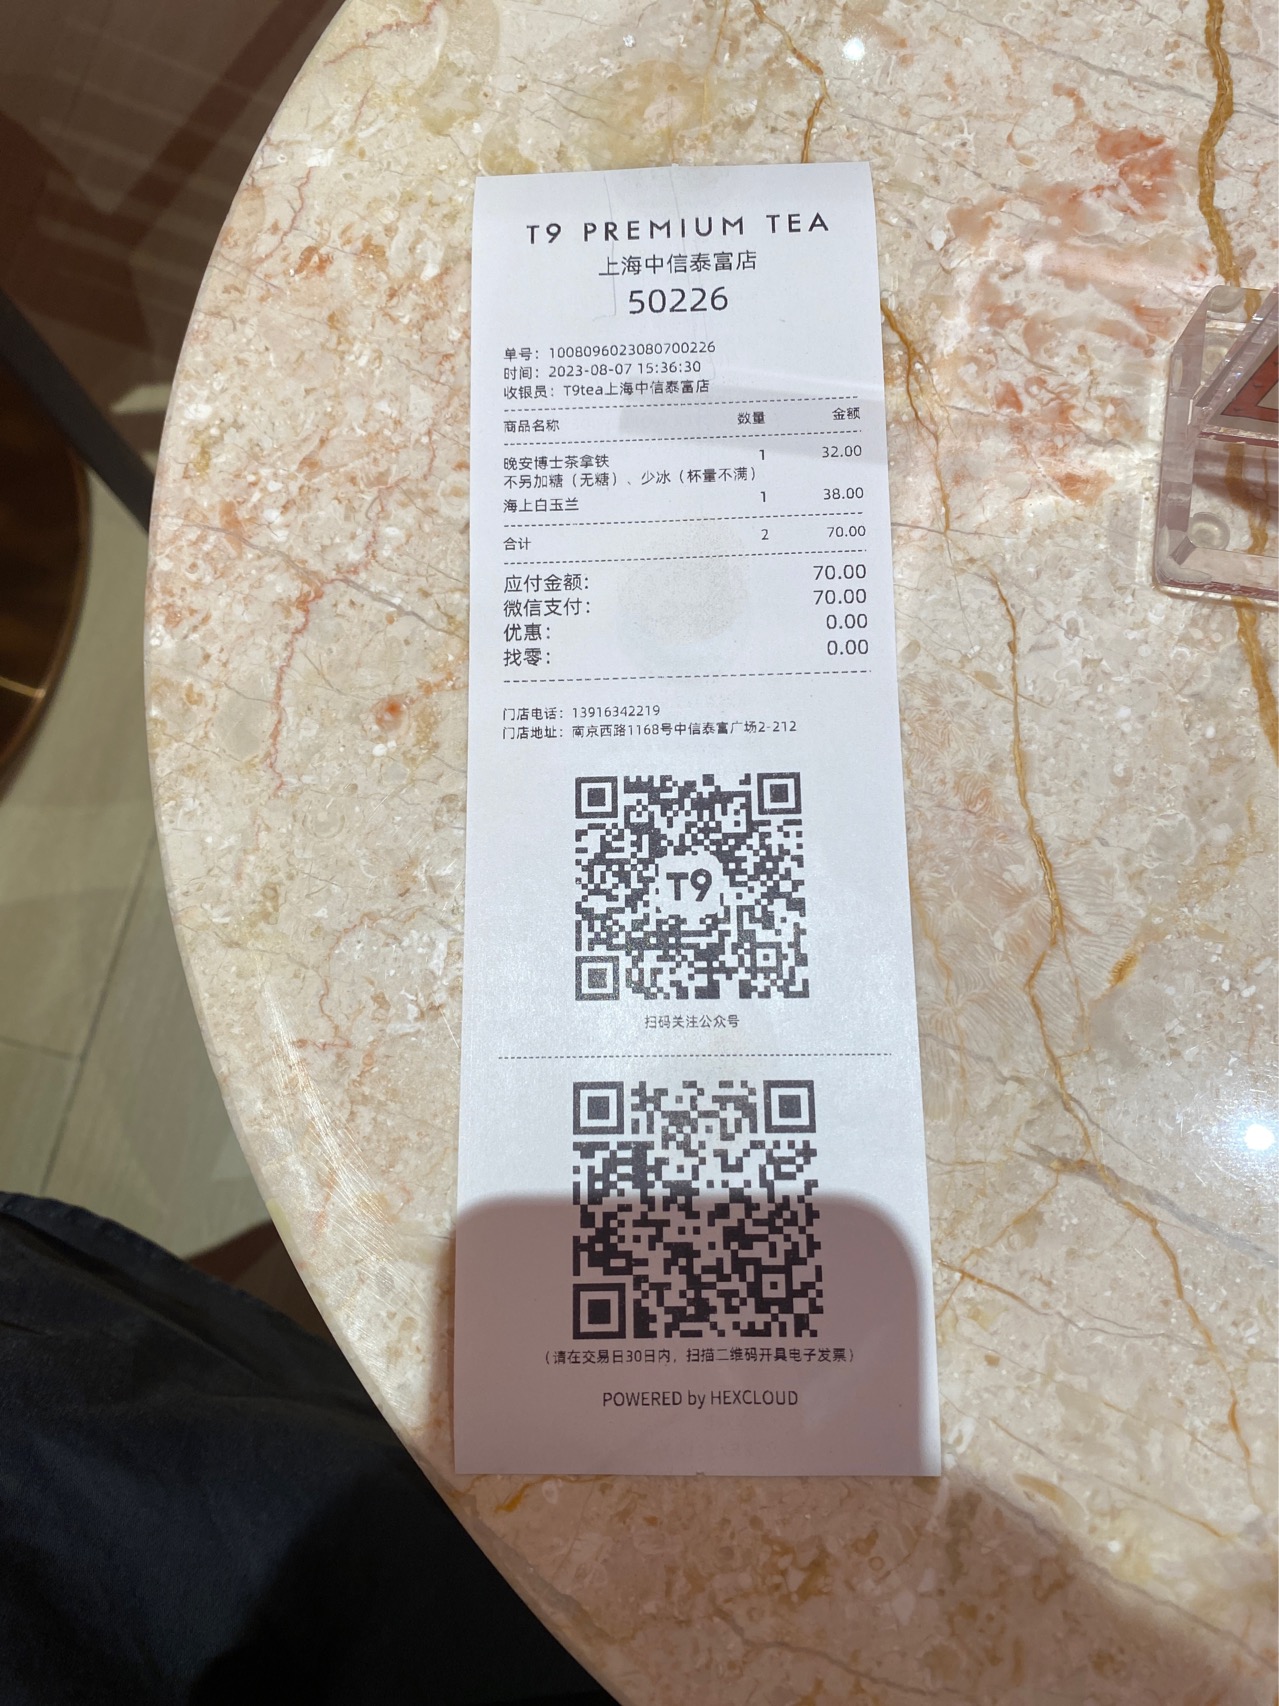 T9 PREMIUM TEA
上海中信泰富店
50226
单号：1008096023080700226
时间：2023-08-07 15:36:30
收银员：T9tea上海中信泰富店
商品名称 数量 金额
晚安博士茶拿铁 1 32.00
不另加糖（无糖）、少冰（杯量不满）
海上白玉兰 1 38.00
合计 2 70.00
应付金额： 70.00
微信支付： 70.00
优惠： 0.00
找零： 0.00
门店电话：13916342219
门店地址：南京西路1168号中信泰富广场2-212
T9
扫码关注公众号
（请在交易日30日内，扫描二维码开具电子发票）
POWERED by HEXCLOUD